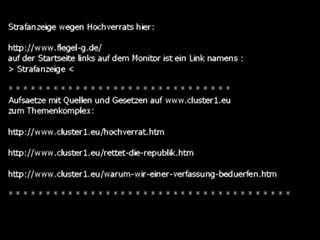 Strafanzeige wegen Hochverrats hier:
http://www.flegel-g.de/
auf der Startseite links auf dem Monitor ist ein Link namens :
> Strafanzeige <
* * * * * * * * * * * * * * * * * * * * * * * * * * * * *
Aufsaetze mit Quellen und Gesetzen auf www.cluster1.eu
zum Themenkomplex:
http://www.cluster1.eu/hochverrat.htm
http://www.cluster1.eu/rettet-die-republik.htm
http://www.cluster1.eu/warum-wir-einer-verfassung-beduerfen.htm
* * * * * * * * * * * * * * * * * * * * * * * * * * * * * * * * * * * * *